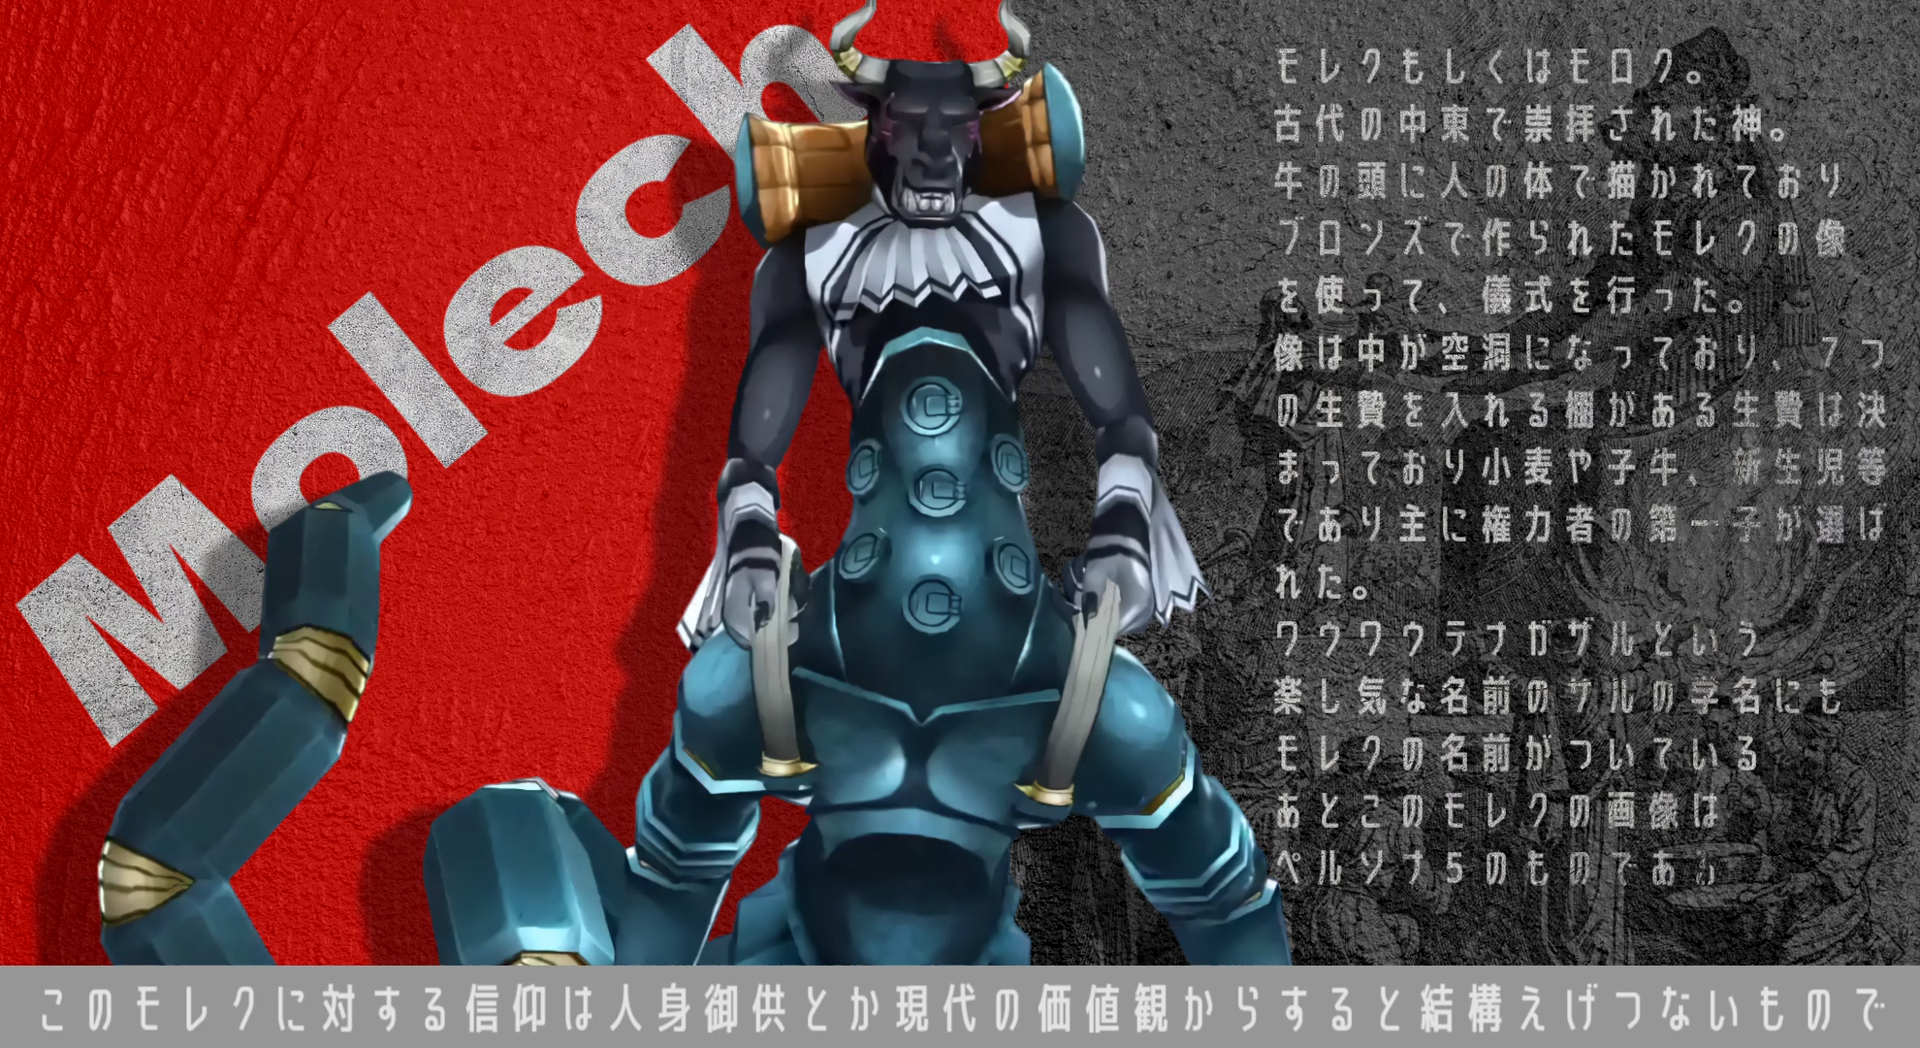 Molech
モレクもしくはモロク。
古代の中東で崇拝された神。
牛の頭に人の体で描かれており
ブロンズで作られたモレクの像
を使って、儀式を行った。
像は中が空洞になっており、7つ
の生贄を入れる棚がある生贄は決
まっており小麦や子牛、新生児等
であり主に権力者の第一子が選ば
れた。
ワウワウテナガザルという
楽し気な名前のサルの学名にも
モレクの名前がついている
あとこのモレクの画像は
ペルソナ5のものである
このモレクに対する信仰は人身御供とか現代の価値観からすると結構えげつないもので